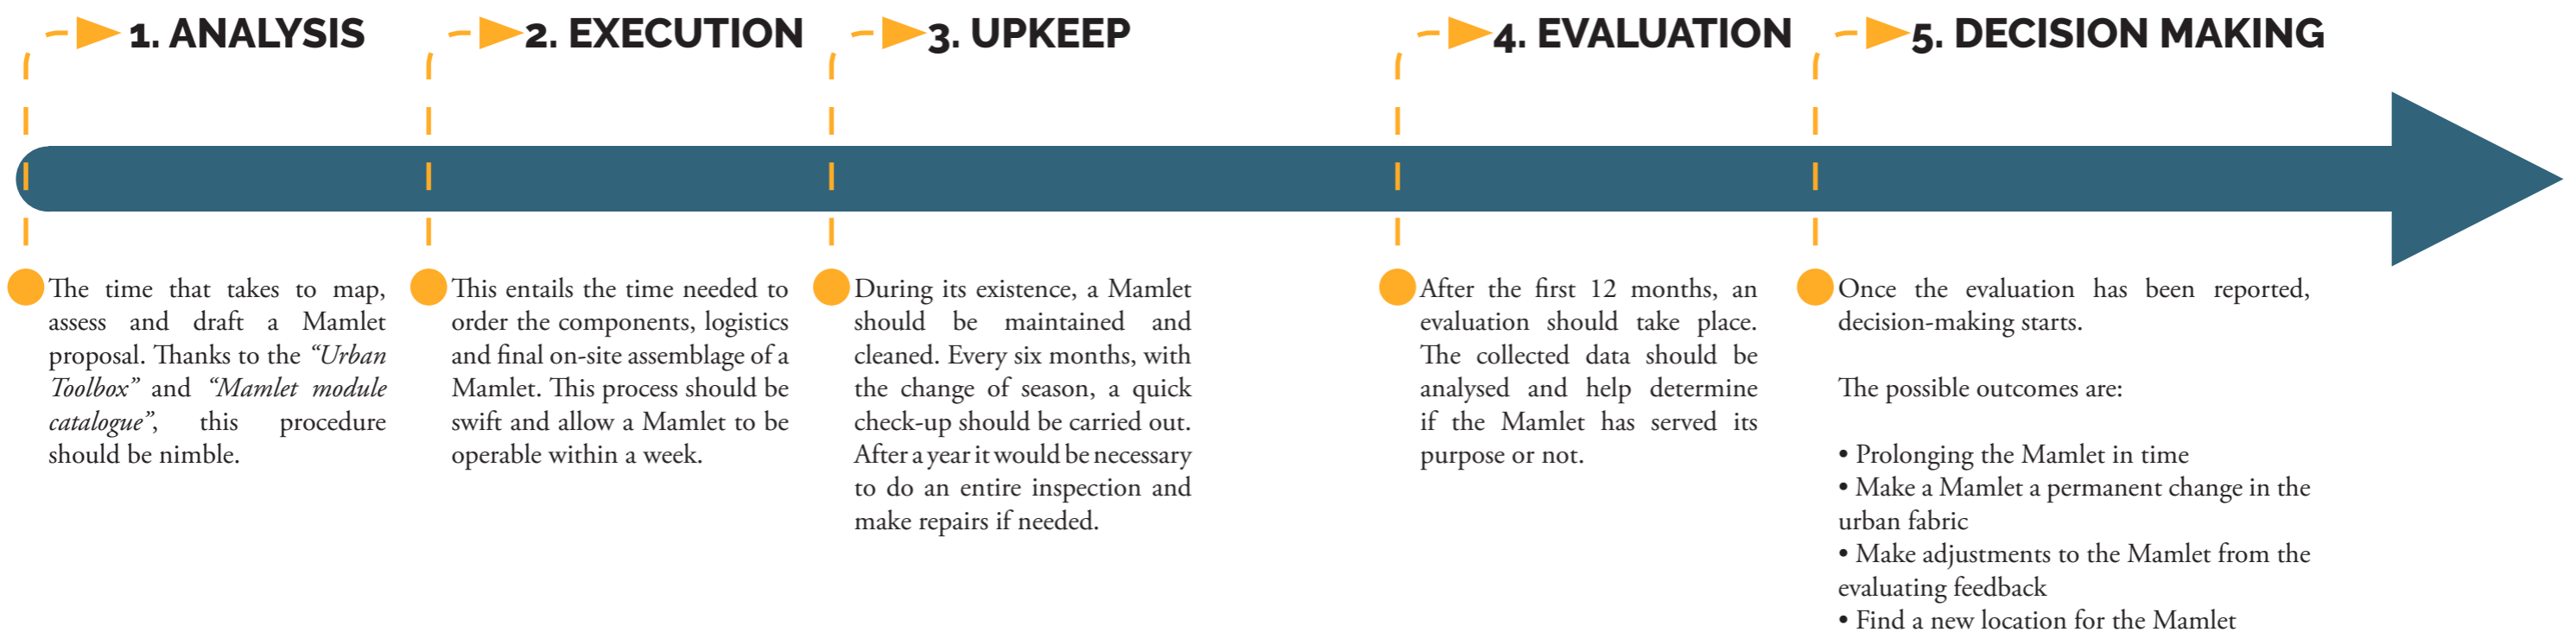 1. ANALYSIS
2. EXECUTION
3. UPKEEP
4. EVALUATION
5. DECISION MAKING
The time that takes to map,
assess and draft a Mamlet
proposal. Thanks to the “Urban
Toolbox” and “Mamlet module
catalogue”, this procedure
should be nimble.
This entails the time needed to
order the components, logistics
and final on-site assemblage of a
Mamlet. This process should be
swift and allow a Mamlet to be
operable within a week.
During its existence, a Mamlet
should be maintained and
cleaned. Every six months, with
the change of season, a quick
check-up should be carried out.
After a year it would be necessary
to do an entire inspection and
make repairs if needed.
After the first 12 months, an
evaluation should take place.
The collected data should be
analysed and help determine
if the Mamlet has served its
purpose or not.
Once the evaluation has been reported,
decision-making starts.
The possible outcomes are:
• Prolonging the Mamlet in time
• Make a Mamlet a permanent change in the
urban fabric
• Make adjustments to the Mamlet from the
evaluating feedback
• Find a new location for the Mamlet